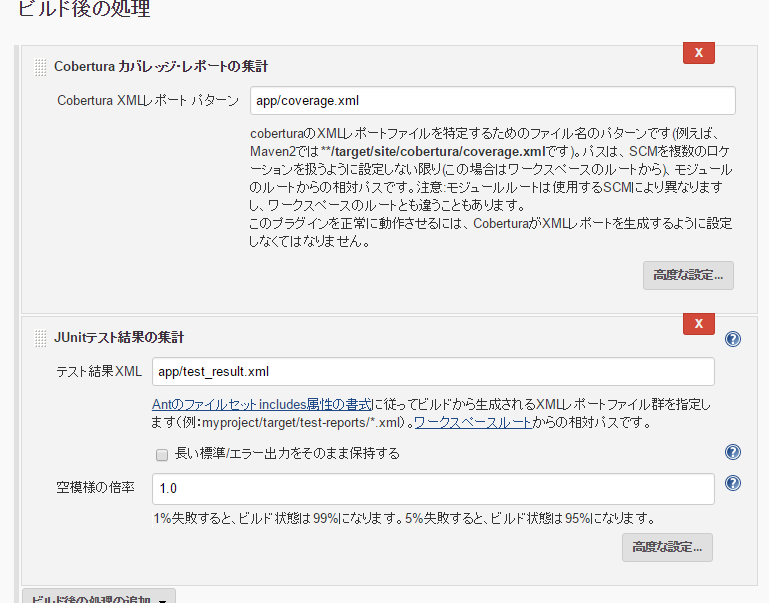 ビルド後の処理
X
Cobertura カバレッジ・レポートの集計
Cobertura XMLレポート パターン
app/coverage.xml
coberturaのXMLレポートファイルを特定するためのファイル名のパターンです(例えば、
Maven2では**/target/site/cobertura/coverage.xmlです)。パスは、SCMを複数のロケ
ーションを扱うように設定しない限り(この場合はワークスペースのルートから)、モジュール
のルートからの相対パスです。注意:モジュールルートは使用するSCMにより異なります
し、ワークスペースのルートとも違うこともあります。
このプラグインを正常に動作させるには、CoberturaがXMLレポートを生成するように設定
しなくてはなりません。
高度な設定...
X
JUnitテスト結果の集計
?
テスト結果XML
app/test_result.xml
Antのファイルセットincludes属性の書式に従ってビルドから生成されるXMLレポートファイル群を指定し
ます(例:myproject/target/test-reports/*.xml)。ワークスペースルートからの相対パスです。
長い標準/エラー出力をそのまま保持する
?
空模様の倍率
1.0
?
1%失敗すると、ビルド状態は99%になります。5%失敗すると、ビルド状態は95%になります。
高度な設定...
ビルド後の処理の追加